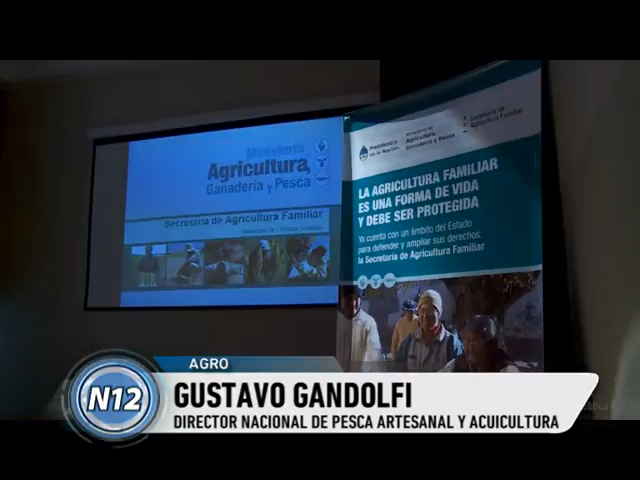 Ministerio
Agricultura,
Ganadería y Pesca
Secretaría de Agricultura Familiar
Presidencia
de la Nación
Ministerio de
Agricultura,
Ganadería y Pesca
Secretaría de
Agricultura Familiar
LA AGRICULTURA FAMILIAR
ES UNA FORMA DE VIDA
Y DEBE SER PROTEGIDA
Ya cuenta con un ámbito del Estado
para defender y ampliar sus derechos:
la Secretaría de Agricultura Familiar
AGRO
N12
GUSTAVO GANDOLFI
DIRECTOR NACIONAL DE PESCA ARTESANAL Y ACUICULTURA